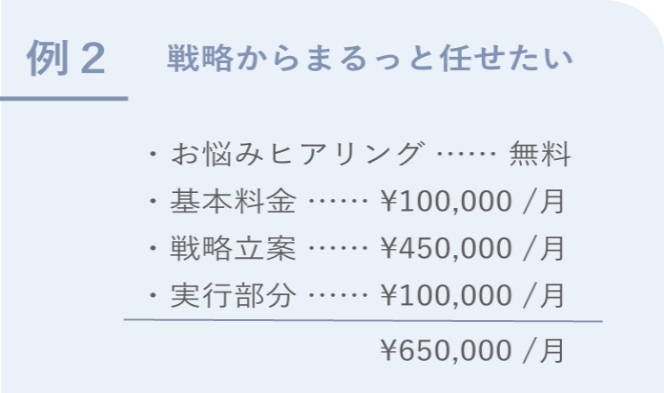 例2
戦略からまるっと任せたい
・お悩みヒアリング …… 無料
・基本料金 …… ¥100,000 /月
・戦略立案 …… ¥450,000 /月
・実行部分 …… ¥100,000 /月
¥650,000 /月